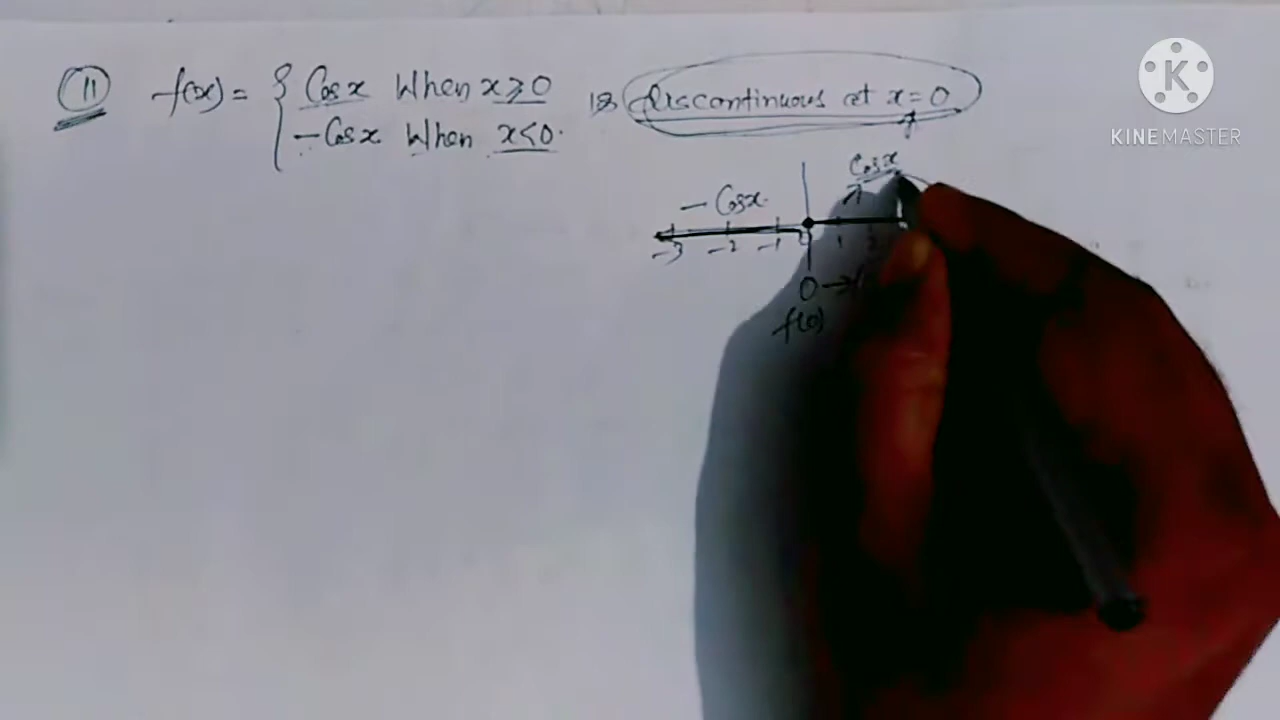 11 f(x) = { Cos x When x ≥ 0 is discontinuous at x = 0
- Cos x When x < 0.
K
KINEMASTER
Cos x
- Cos x
-3 -2 -1 0 1 2
0 →
f(0)